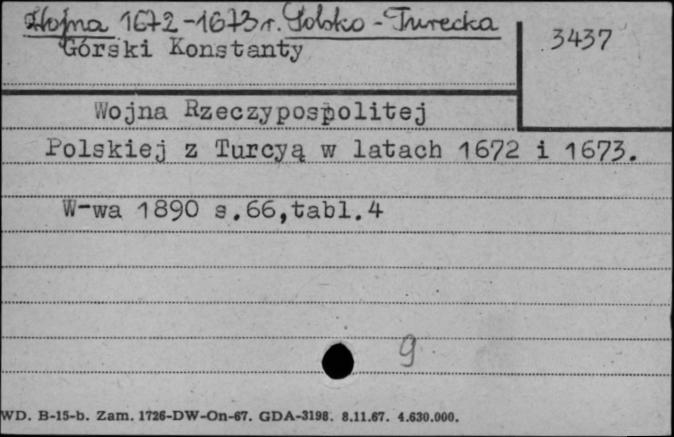 Wojna 1672-1673 r. Polsko-Turecka
Górski Konstanty
3437
Wojna Rzeczypospolitej
Polskiej z Turcyą w latach 1672 i 1673.
W-wa 1890 s.66,tabl.4
9
WD. B-15-b. Zam. 1726-DW-On-67. GDA-3198. 8.11.67. 4.630.000.